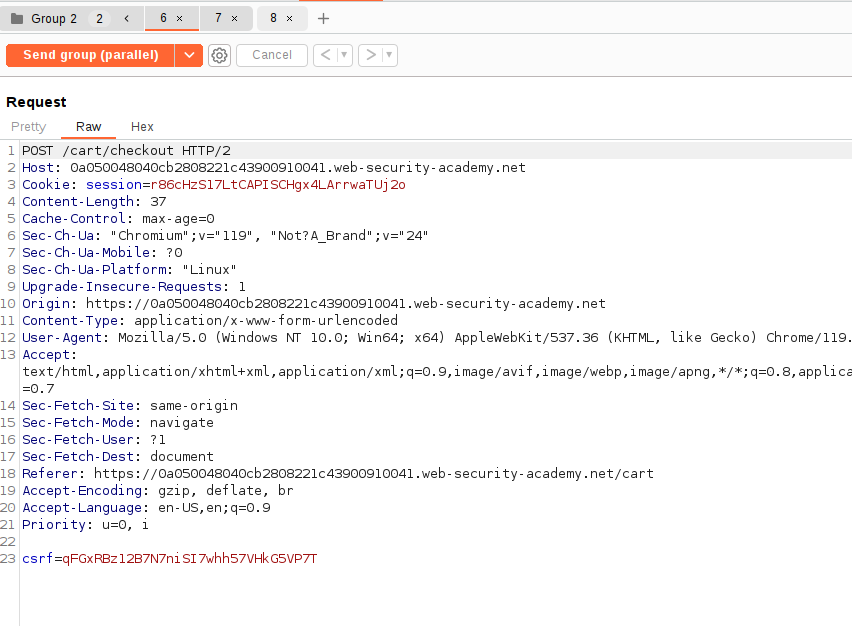 Group 2 2 6 × 7 × 8 × +
Send group (parallel) Cancel < >
Request
Pretty Raw Hex
1 POST /cart/checkout HTTP/2
2 Host: 0a050048040cb2808221c43900910041.web-security-academy.net
3 Cookie: session=r86cHzS17LtCAPISCHgx4LArrwaTUj2o
4 Content-Length: 37
5 Cache-Control: max-age=0
6 Sec-Ch-Ua: "Chromium";v="119", "Not?A_Brand";v="24"
7 Sec-Ch-Ua-Mobile: ?0
8 Sec-Ch-Ua-Platform: "Linux"
9 Upgrade-Insecure-Requests: 1
10 Origin: https://0a050048040cb2808221c43900910041.web-security-academy.net
11 Content-Type: application/x-www-form-urlencoded
12 User-Agent: Mozilla/5.0 (Windows NT 10.0; Win64; x64) AppleWebKit/537.36 (KHTML, like Gecko) Chrome/119.
13 Accept:
text/html,application/xhtml+xml,application/xml;q=0.9,image/avif,image/webp,image/apng,*/*;q=0.8,applica
=0.7
14 Sec-Fetch-Site: same-origin
15 Sec-Fetch-Mode: navigate
16 Sec-Fetch-User: ?1
17 Sec-Fetch-Dest: document
18 Referer: https://0a050048040cb2808221c43900910041.web-security-academy.net/cart
19 Accept-Encoding: gzip, deflate, br
20 Accept-Language: en-US,en;q=0.9
21 Priority: u=0, i
22
23 csrf=qFGxRBz12B7N7niSI7whh57VHkG5VP7T